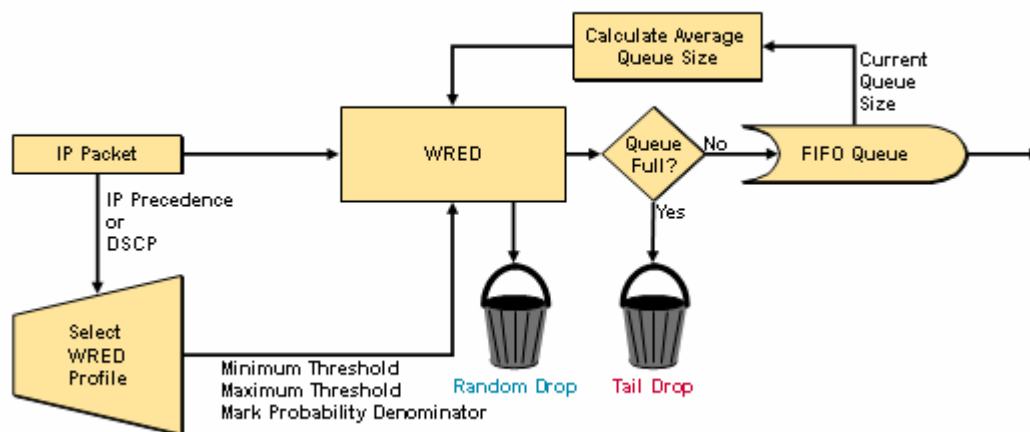 Calculate Average
Queue Size
Current
Queue
Size
IP Packet
WRED
Queue
Full?
No
FIFO Queue
IP Precedence
or
DSCP
Yes
Select
WRED
Profile
Minimum Threshold
Maximum Threshold
Mark Probability Denominator
Random Drop
Tail Drop